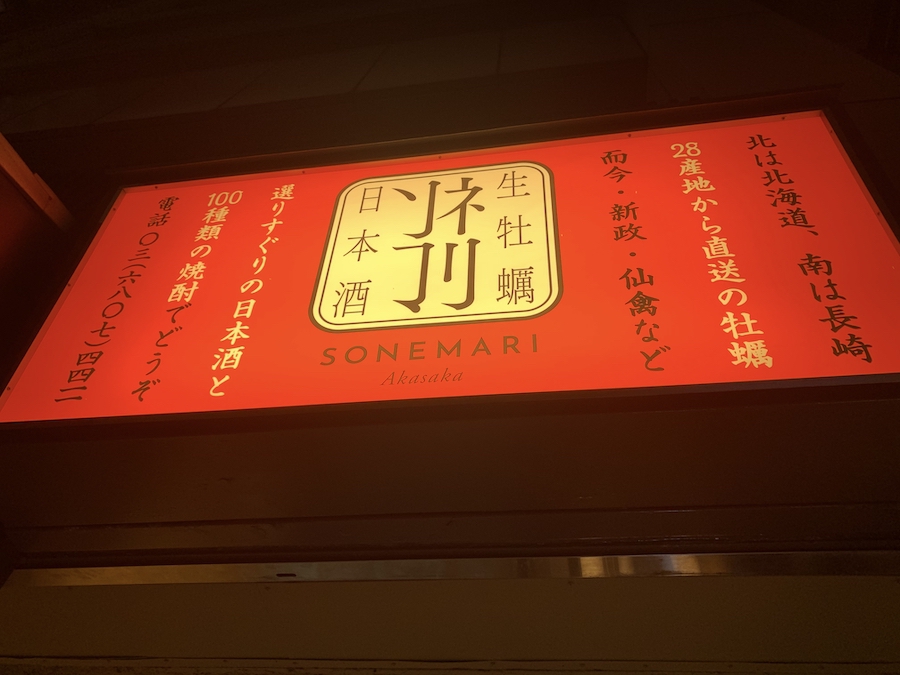 北は北海道、南は長崎
28産地から直送の牡蠣
而今・新政・仙禽など
生牡蠣
ソネマリ
日本酒
SONEMARI
Akasaka
選りすぐりの日本酒と
100種類の焼酎でどうぞ
電話〇三(六八〇七)四四二一